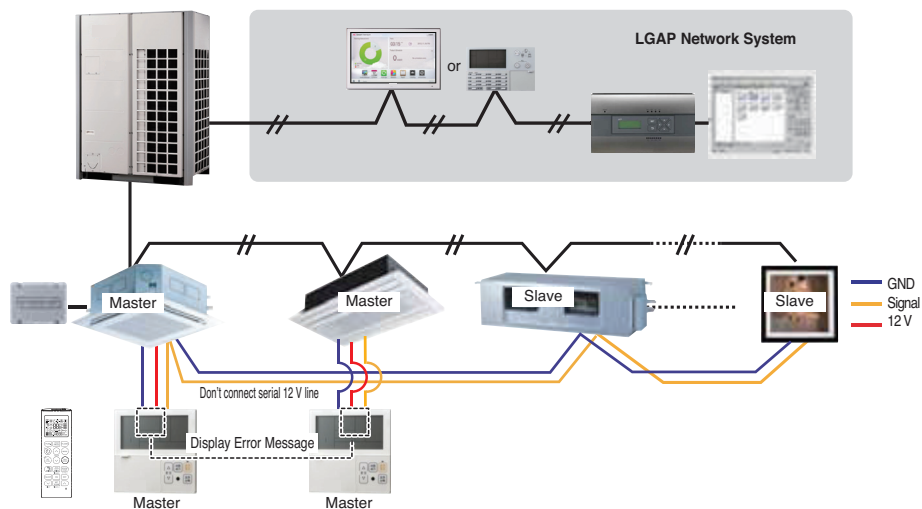 LGAP Network System
or
Master
Master
Slave
Slave
GND
Signal
12 V
Don't connect serial 12 V line
Display Error Message
Master
Master